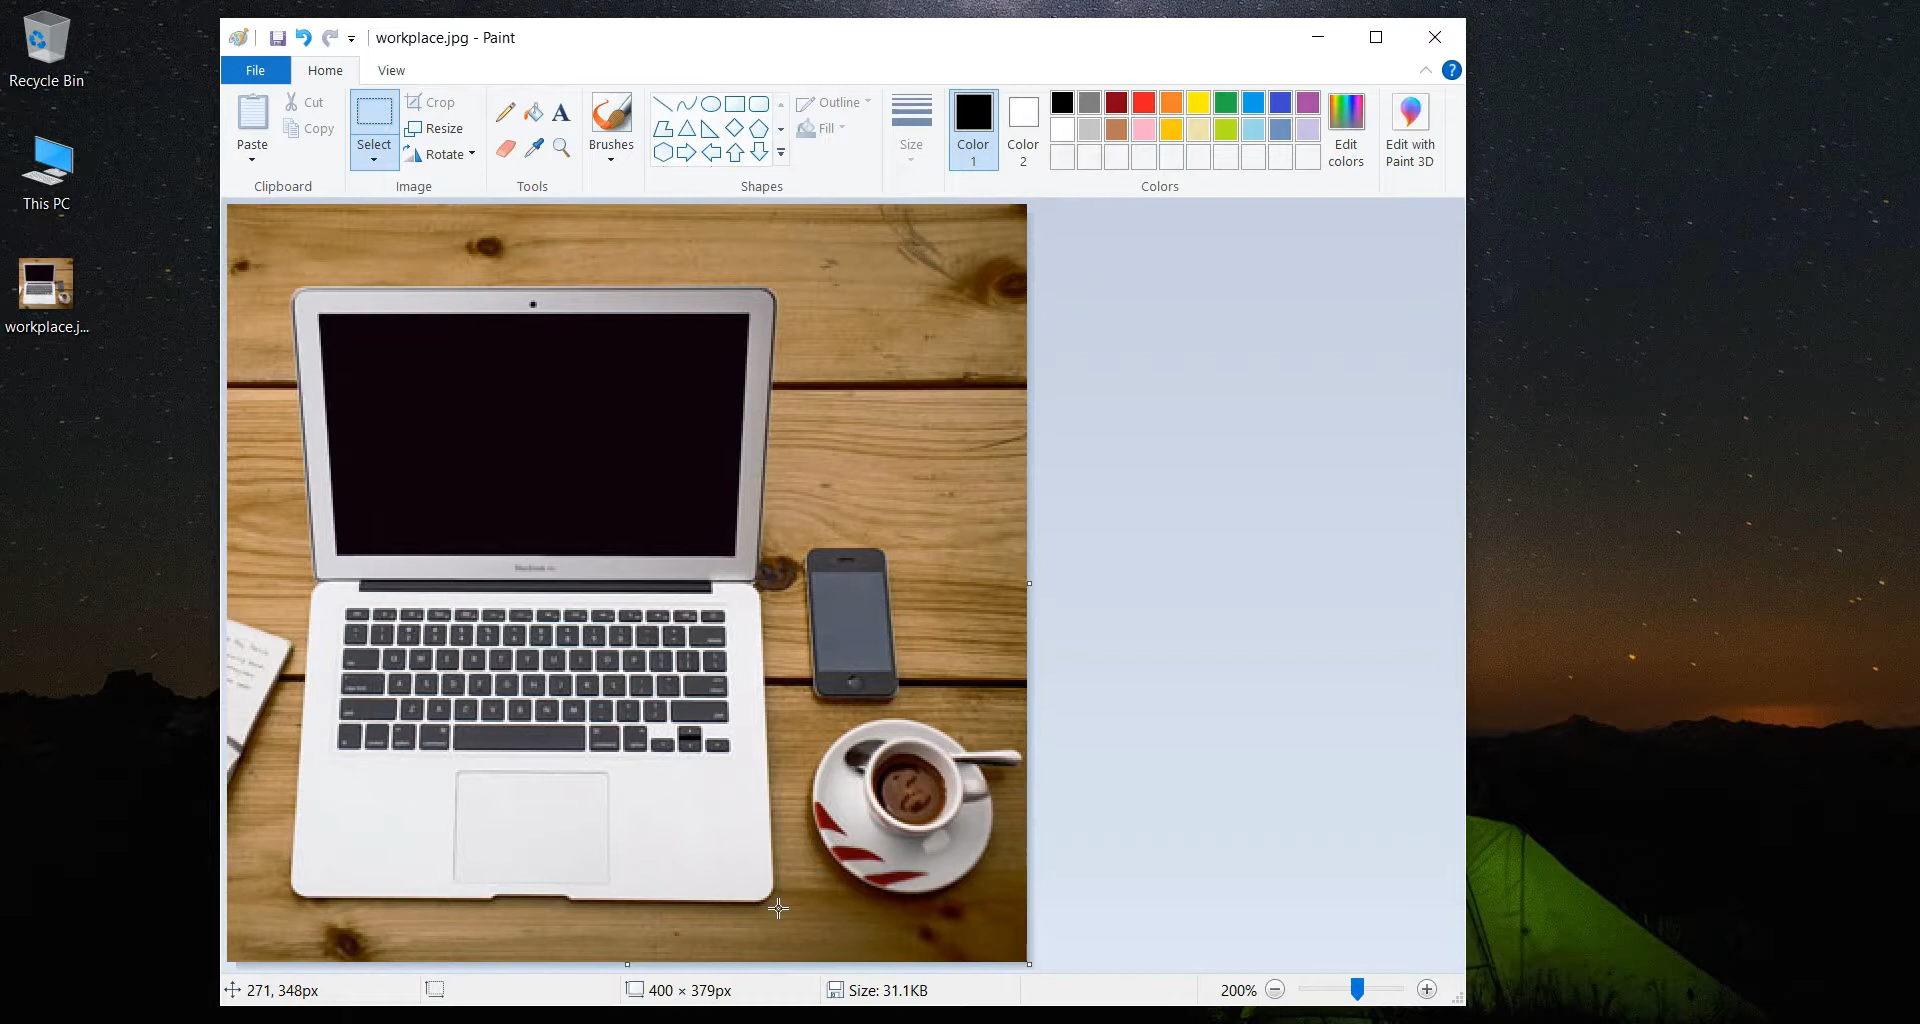 Recycle Bin
This PC
workplace.j...
workplace.jpg - Paint
File
Home
View
?
Paste
Cut
Copy
Clipboard
Select
Crop
Resize
Rotate
Image
A
Tools
Brushes
Shapes
Outline
Fill
Size
Color
1
Color
2
Colors
Edit
colors
Edit with
Paint 3D
271, 348px
400 × 379px
Size: 31.1KB
200%